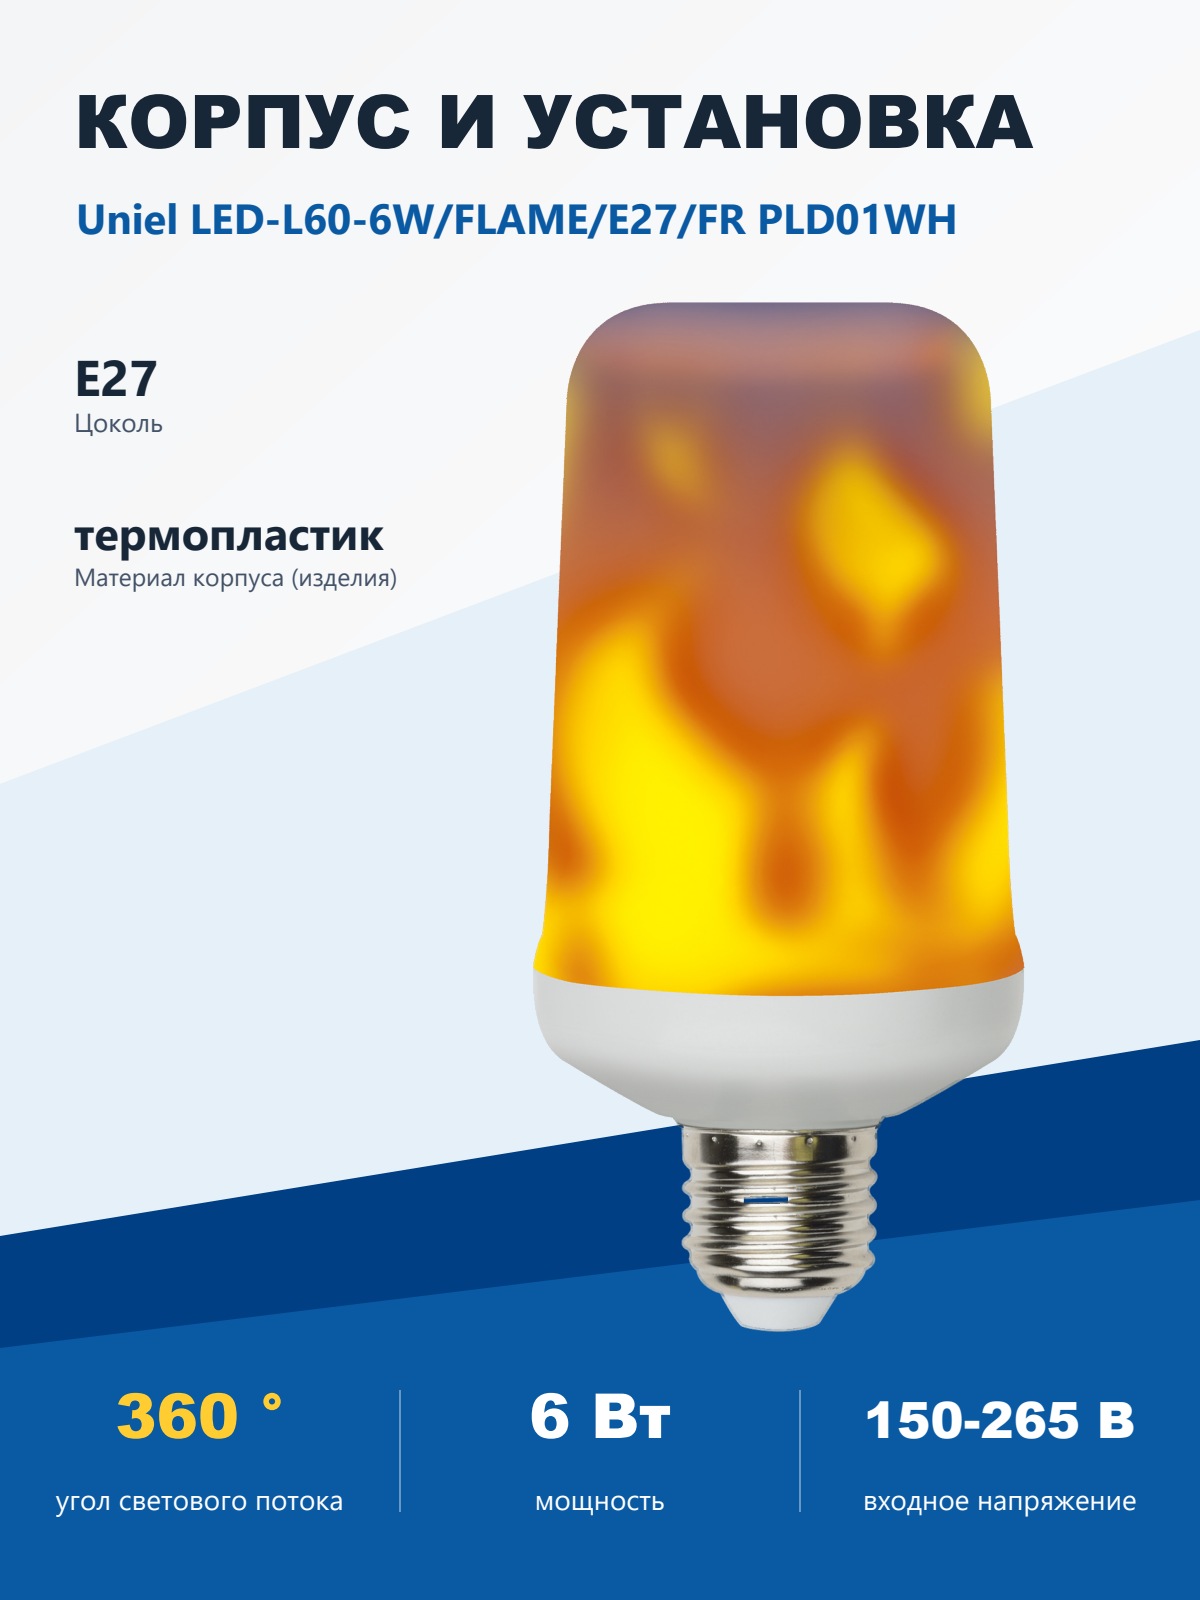 КОРПУС И УСТАНОВКА
Uniel LED-L60-6W/FLAME/E27/FR PLD01WH
E27
Цоколь
термопластик
Материал корпуса (изделия)
360 °
угол светового потока
6 Вт
мощность
150-265 В
входное напряжение